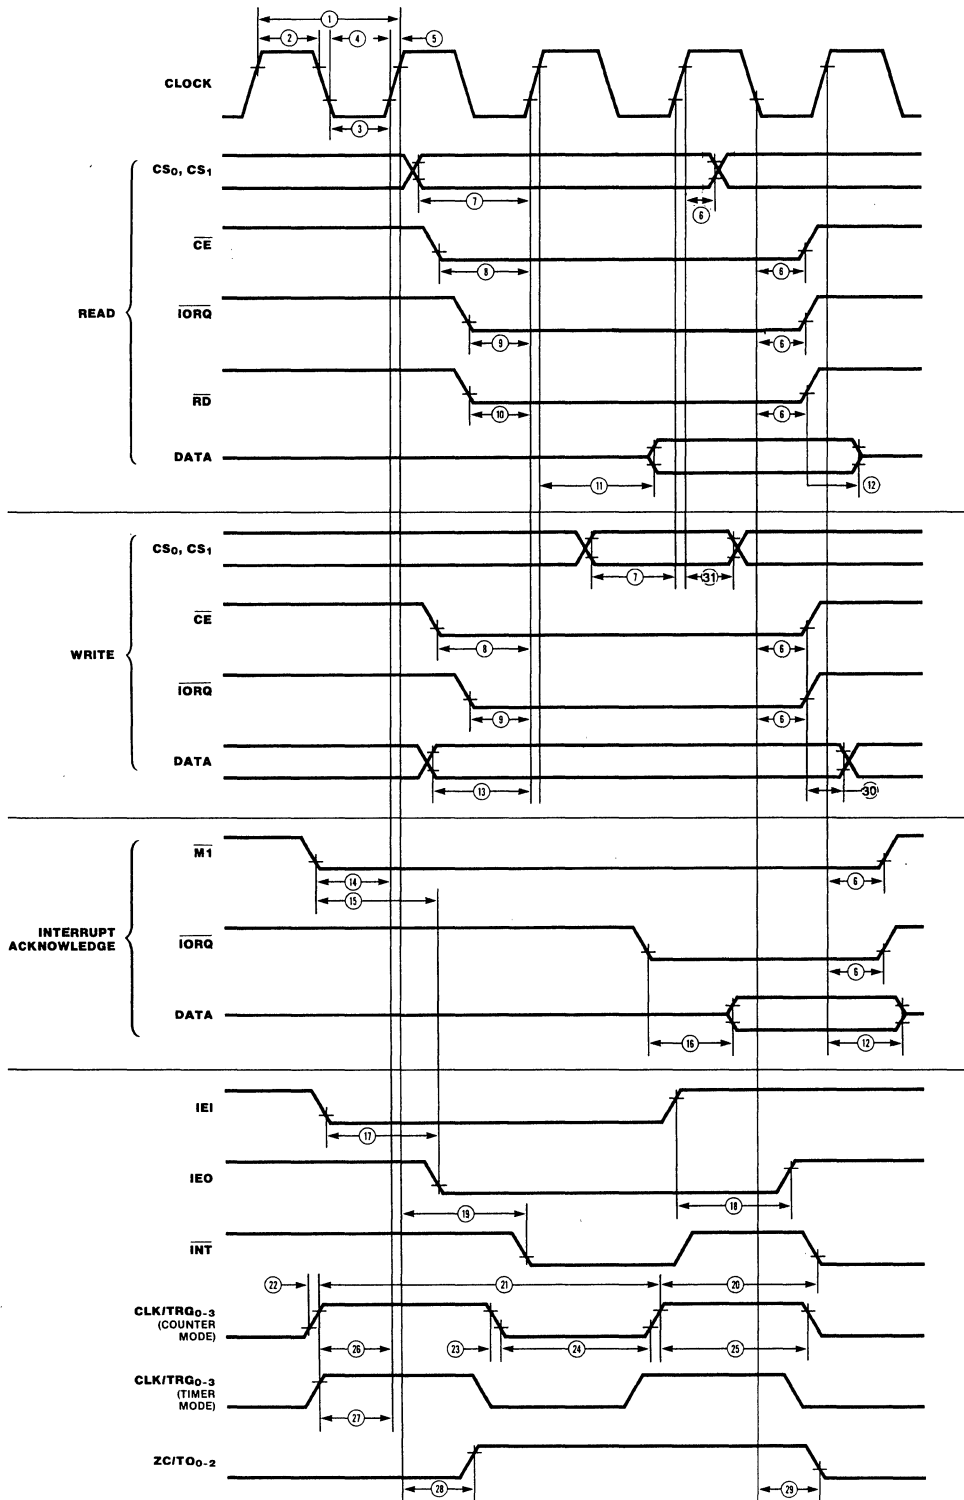 1
2 4 5
CLOCK
3
READ
CS0, CS1
7 6
CE
8 6
IORQ
9 6
RD
10 6
DATA
11 12
WRITE
CS0, CS1
7 31
CE
8 6
IORQ
9 6
DATA
13 30
INTERRUPT
ACKNOWLEDGE
M1
14 6
15
IORQ
6
DATA
16 12
IEI
17
IEO
19 18
INT
22 21 20
CLK/TRG0-3
(COUNTER
MODE)
26 23 24 25
CLK/TRG0-3
(TIMER
MODE)
27
ZC/TO0-2
28 29